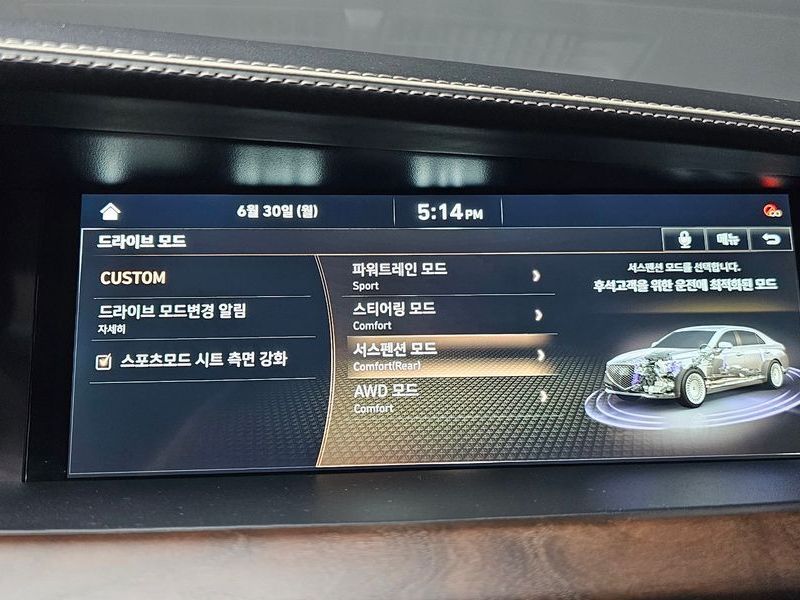 6월 30일 (월)
5:14 PM
드라이브 모드
메뉴
CUSTOM
드라이브 모드변경 알림
자세히
스포츠모드 시트 측면 강화
파워트레인 모드
Sport
스티어링 모드
Comfort
서스펜션 모드
Comfort(Rear)
AWD 모드
Comfort
서스펜션 모드를 선택합니다.
후석고객을 위한 운전에 최적화된 모드